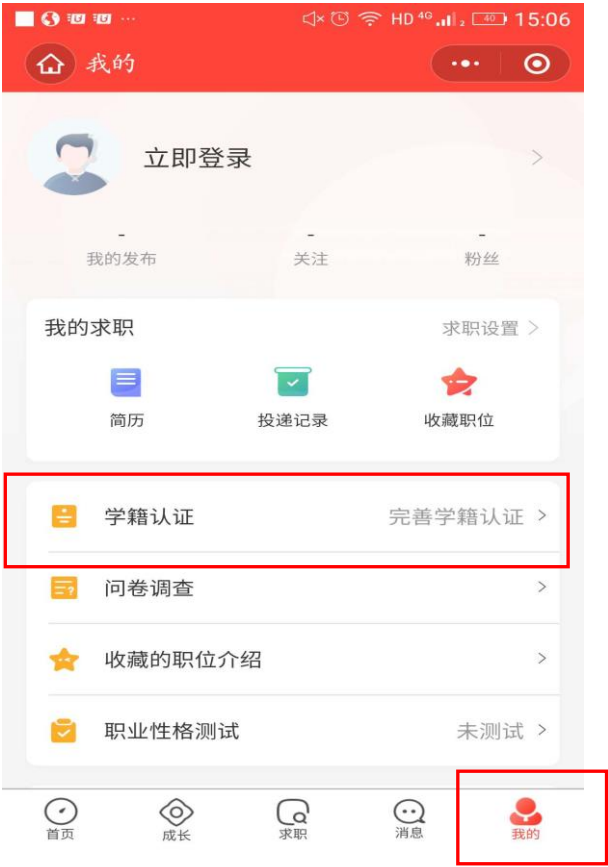 HD 4G 2 40 15:06
我的
立即登录
- - -
我的发布 关注 粉丝
我的求职 求职设置
简历 投递记录 收藏职位
学籍认证 完善学籍认证
问卷调查
收藏的职位介绍
职业性格测试 未测试
首页 成长 求职 消息 我的